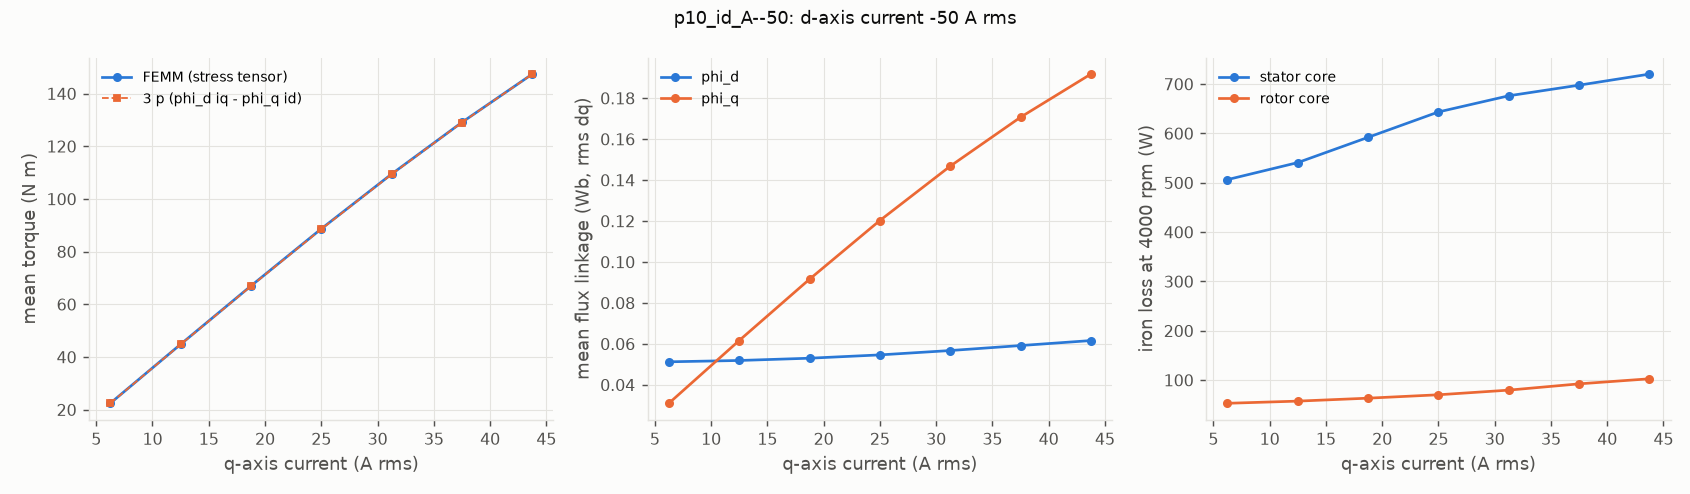 p10_id_A--50: d-axis current -50 A rms
FEMM (stress tensor)
3 p (phi_d iq - phi_q id)
mean torque (N m)
140
120
100
80
60
40
20
5 10 15 20 25 30 35 40 45
q-axis current (A rms)
phi_d
phi_q
mean flux linkage (Wb, rms dq)
0.18
0.16
0.14
0.12
0.10
0.08
0.06
0.04
5 10 15 20 25 30 35 40 45
q-axis current (A rms)
stator core
rotor core
iron loss at 4000 rpm (W)
700
600
500
400
300
200
100
5 10 15 20 25 30 35 40 45
q-axis current (A rms)